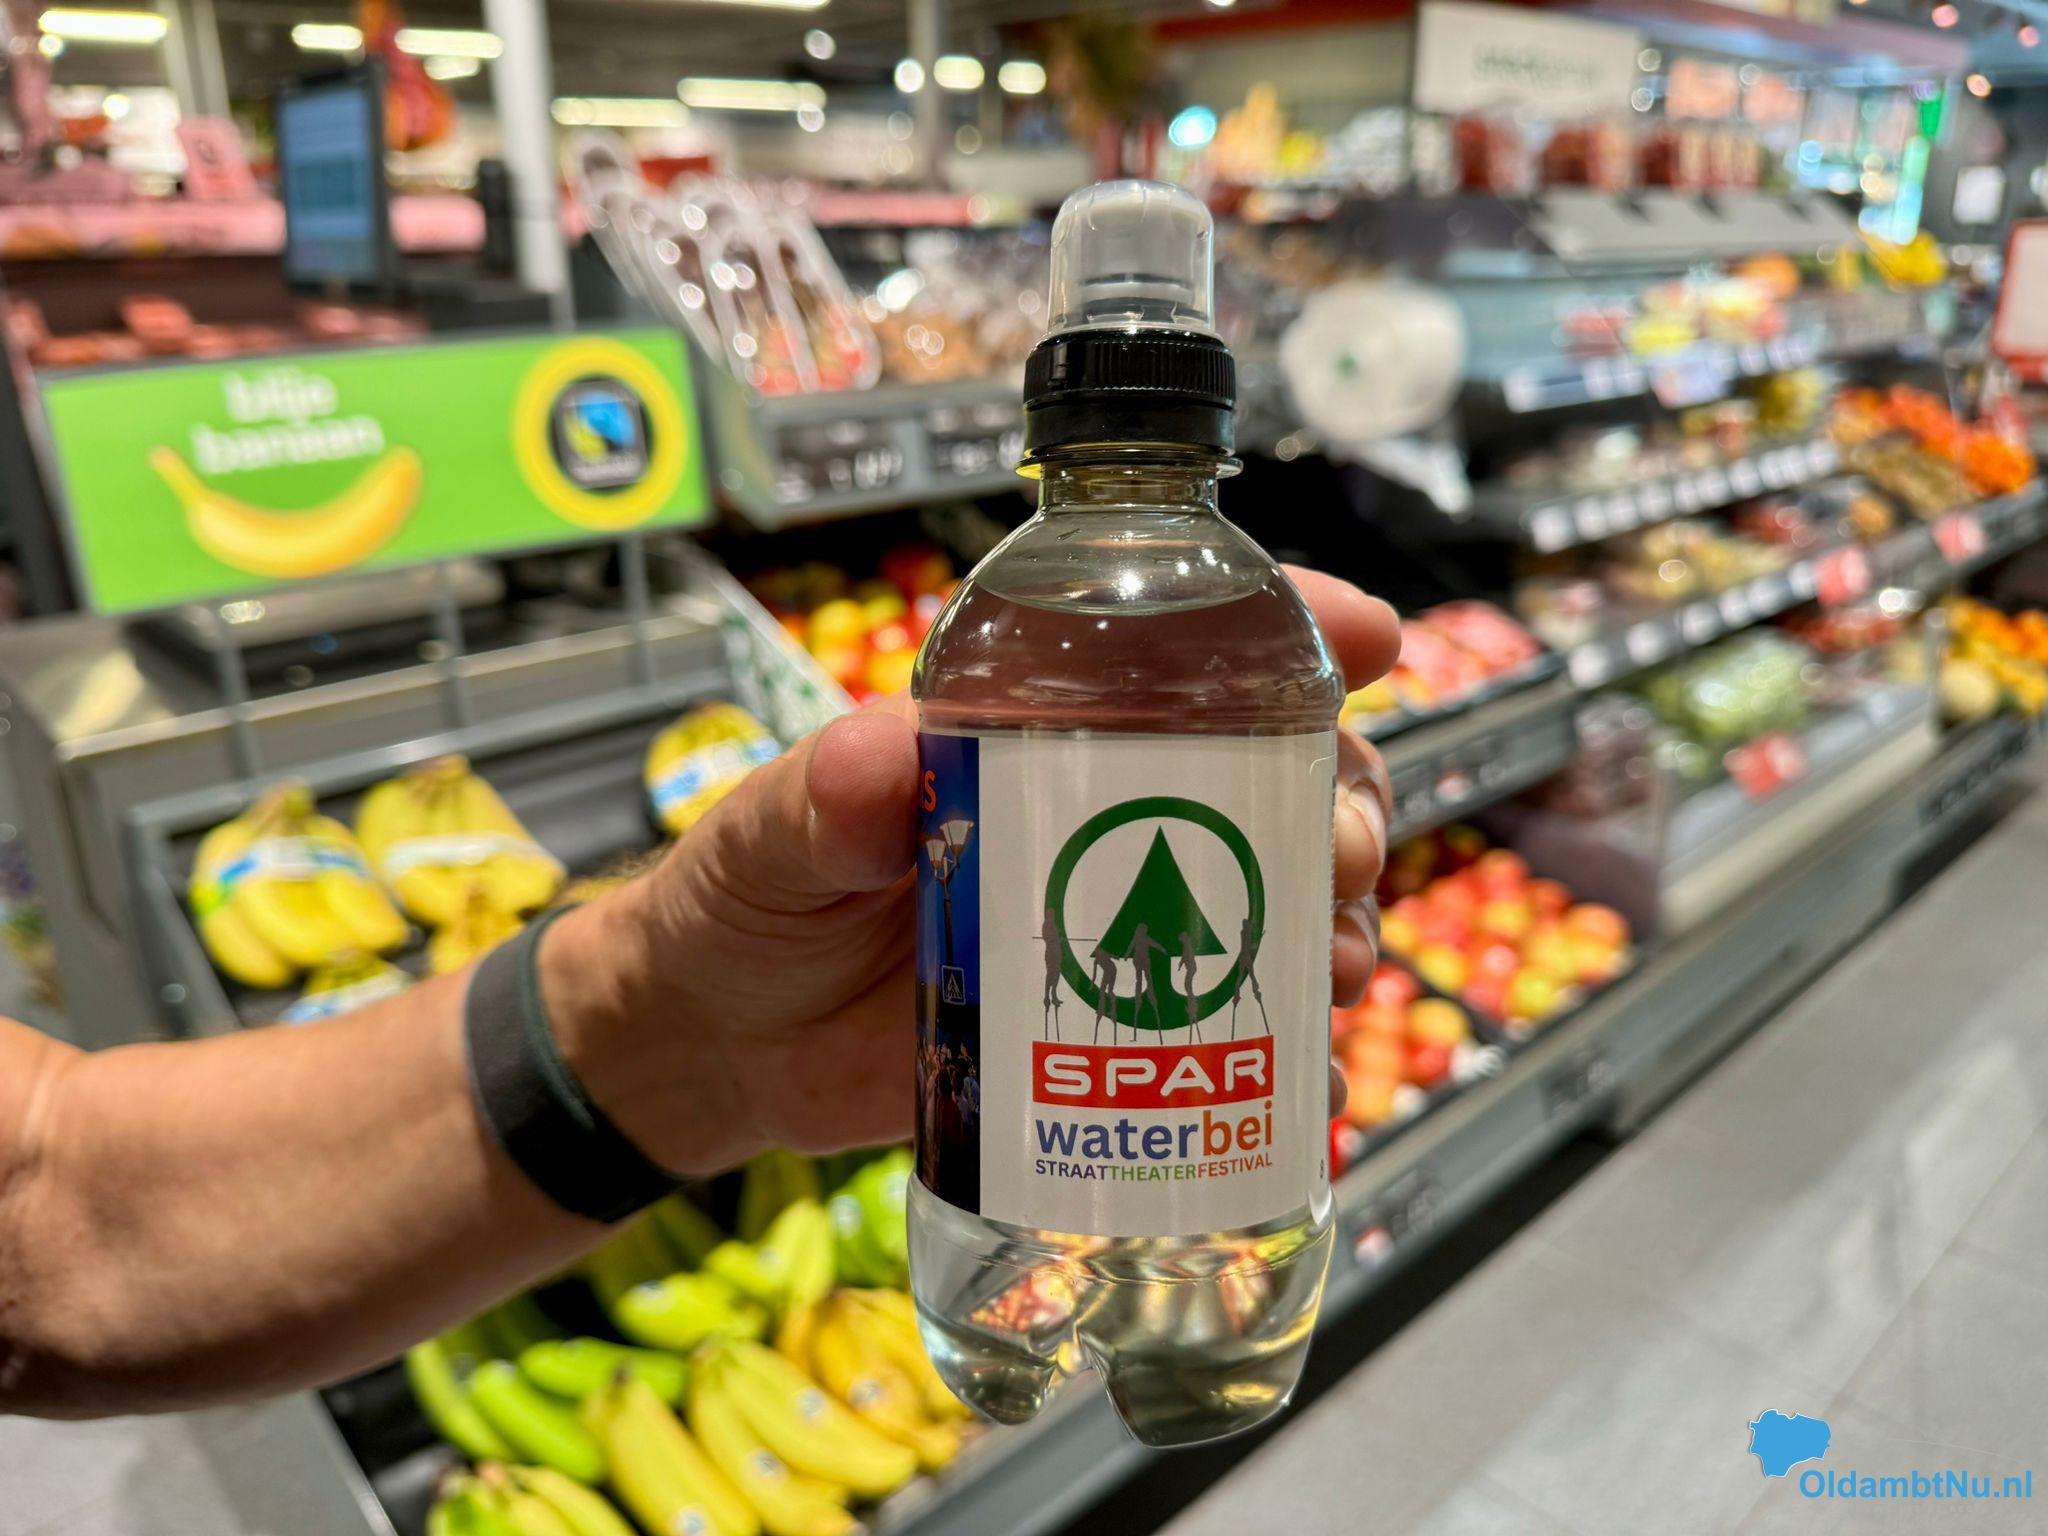 blije
banaan
SPAR
waterbei
STRAATTHEATERFESTIVAL
OldambtNu.nl